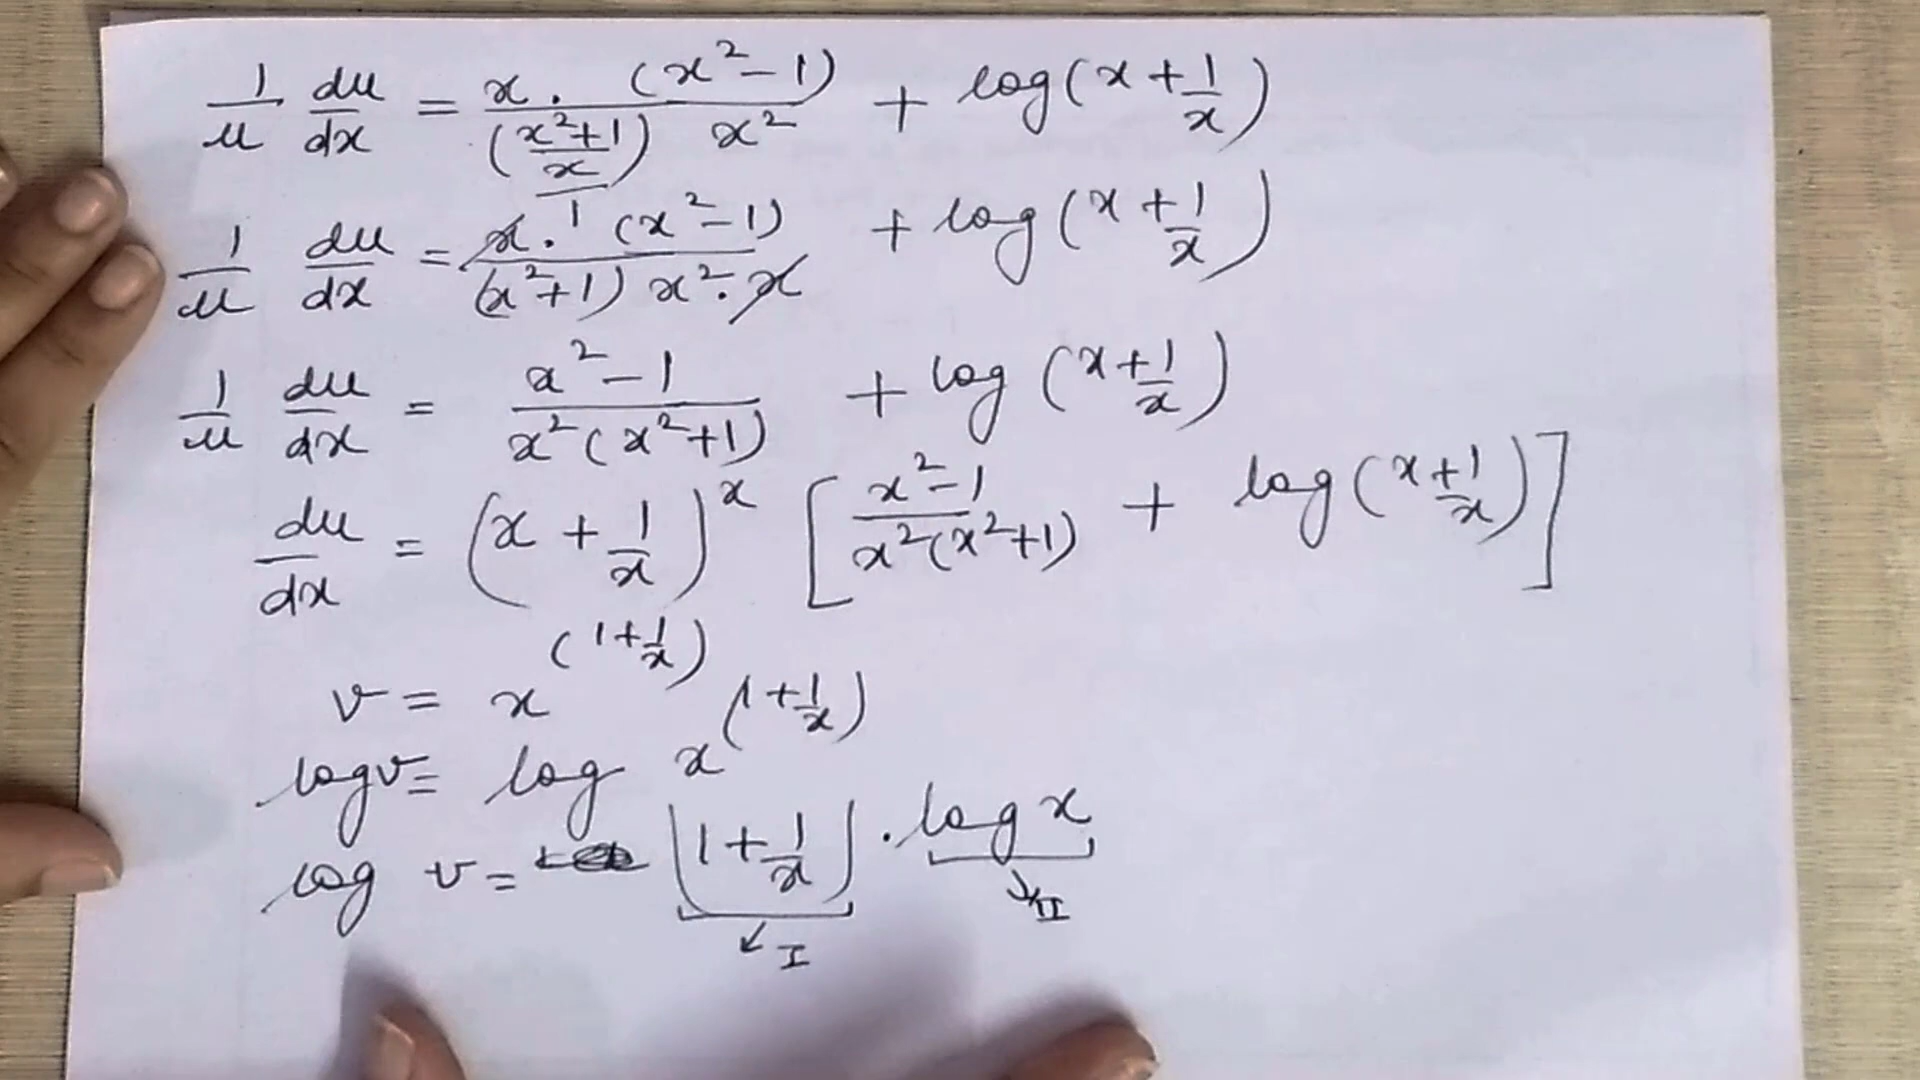 1/u du/dx = x . (x²-1) / ((x²+1)/x)/1 x² + log(x + 1/x)
1/u du/dx = x . 1 (x²-1) / (x²+1) x² . x + log(x + 1/x)
1/u du/dx = x²-1 / x²(x²+1) + log (x + 1/x)
du/dx = (x + 1/x)^x [x²-1 / x²(x²+1) + log(x + 1/x)]
v = x^(1 + 1/x)
log v = log x^(1 + 1/x)
log v = (1 + 1/x) . log x
I II